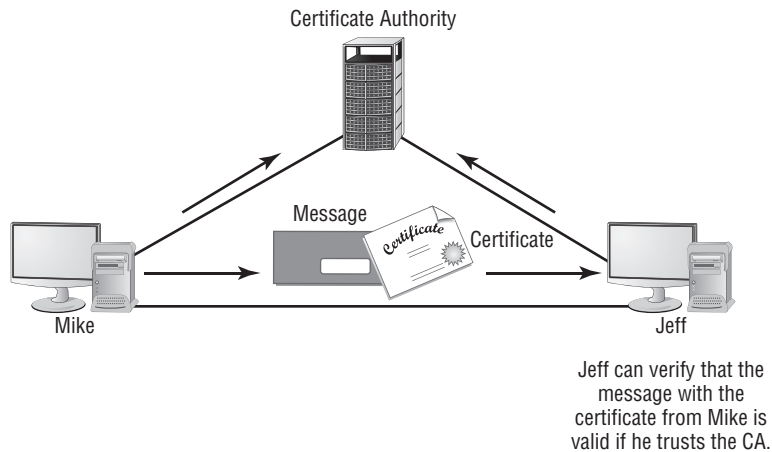 Certificate Authority
Message
Certificate
Certificate
Mike
Jeff
Jeff can verify that the
message with the
certificate from Mike is
valid if he trusts the CA.